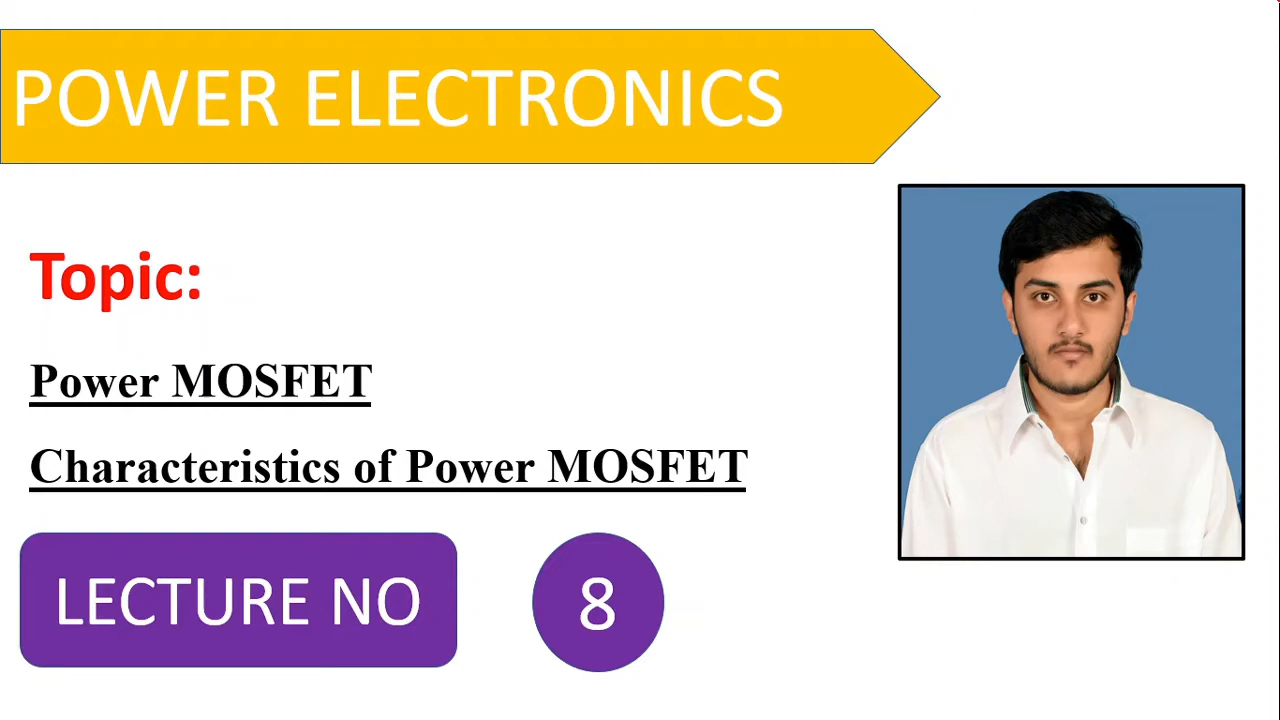 POWER ELECTRONICS
Topic:
Power MOSFET
Characteristics of Power MOSFET
LECTURE NO 8